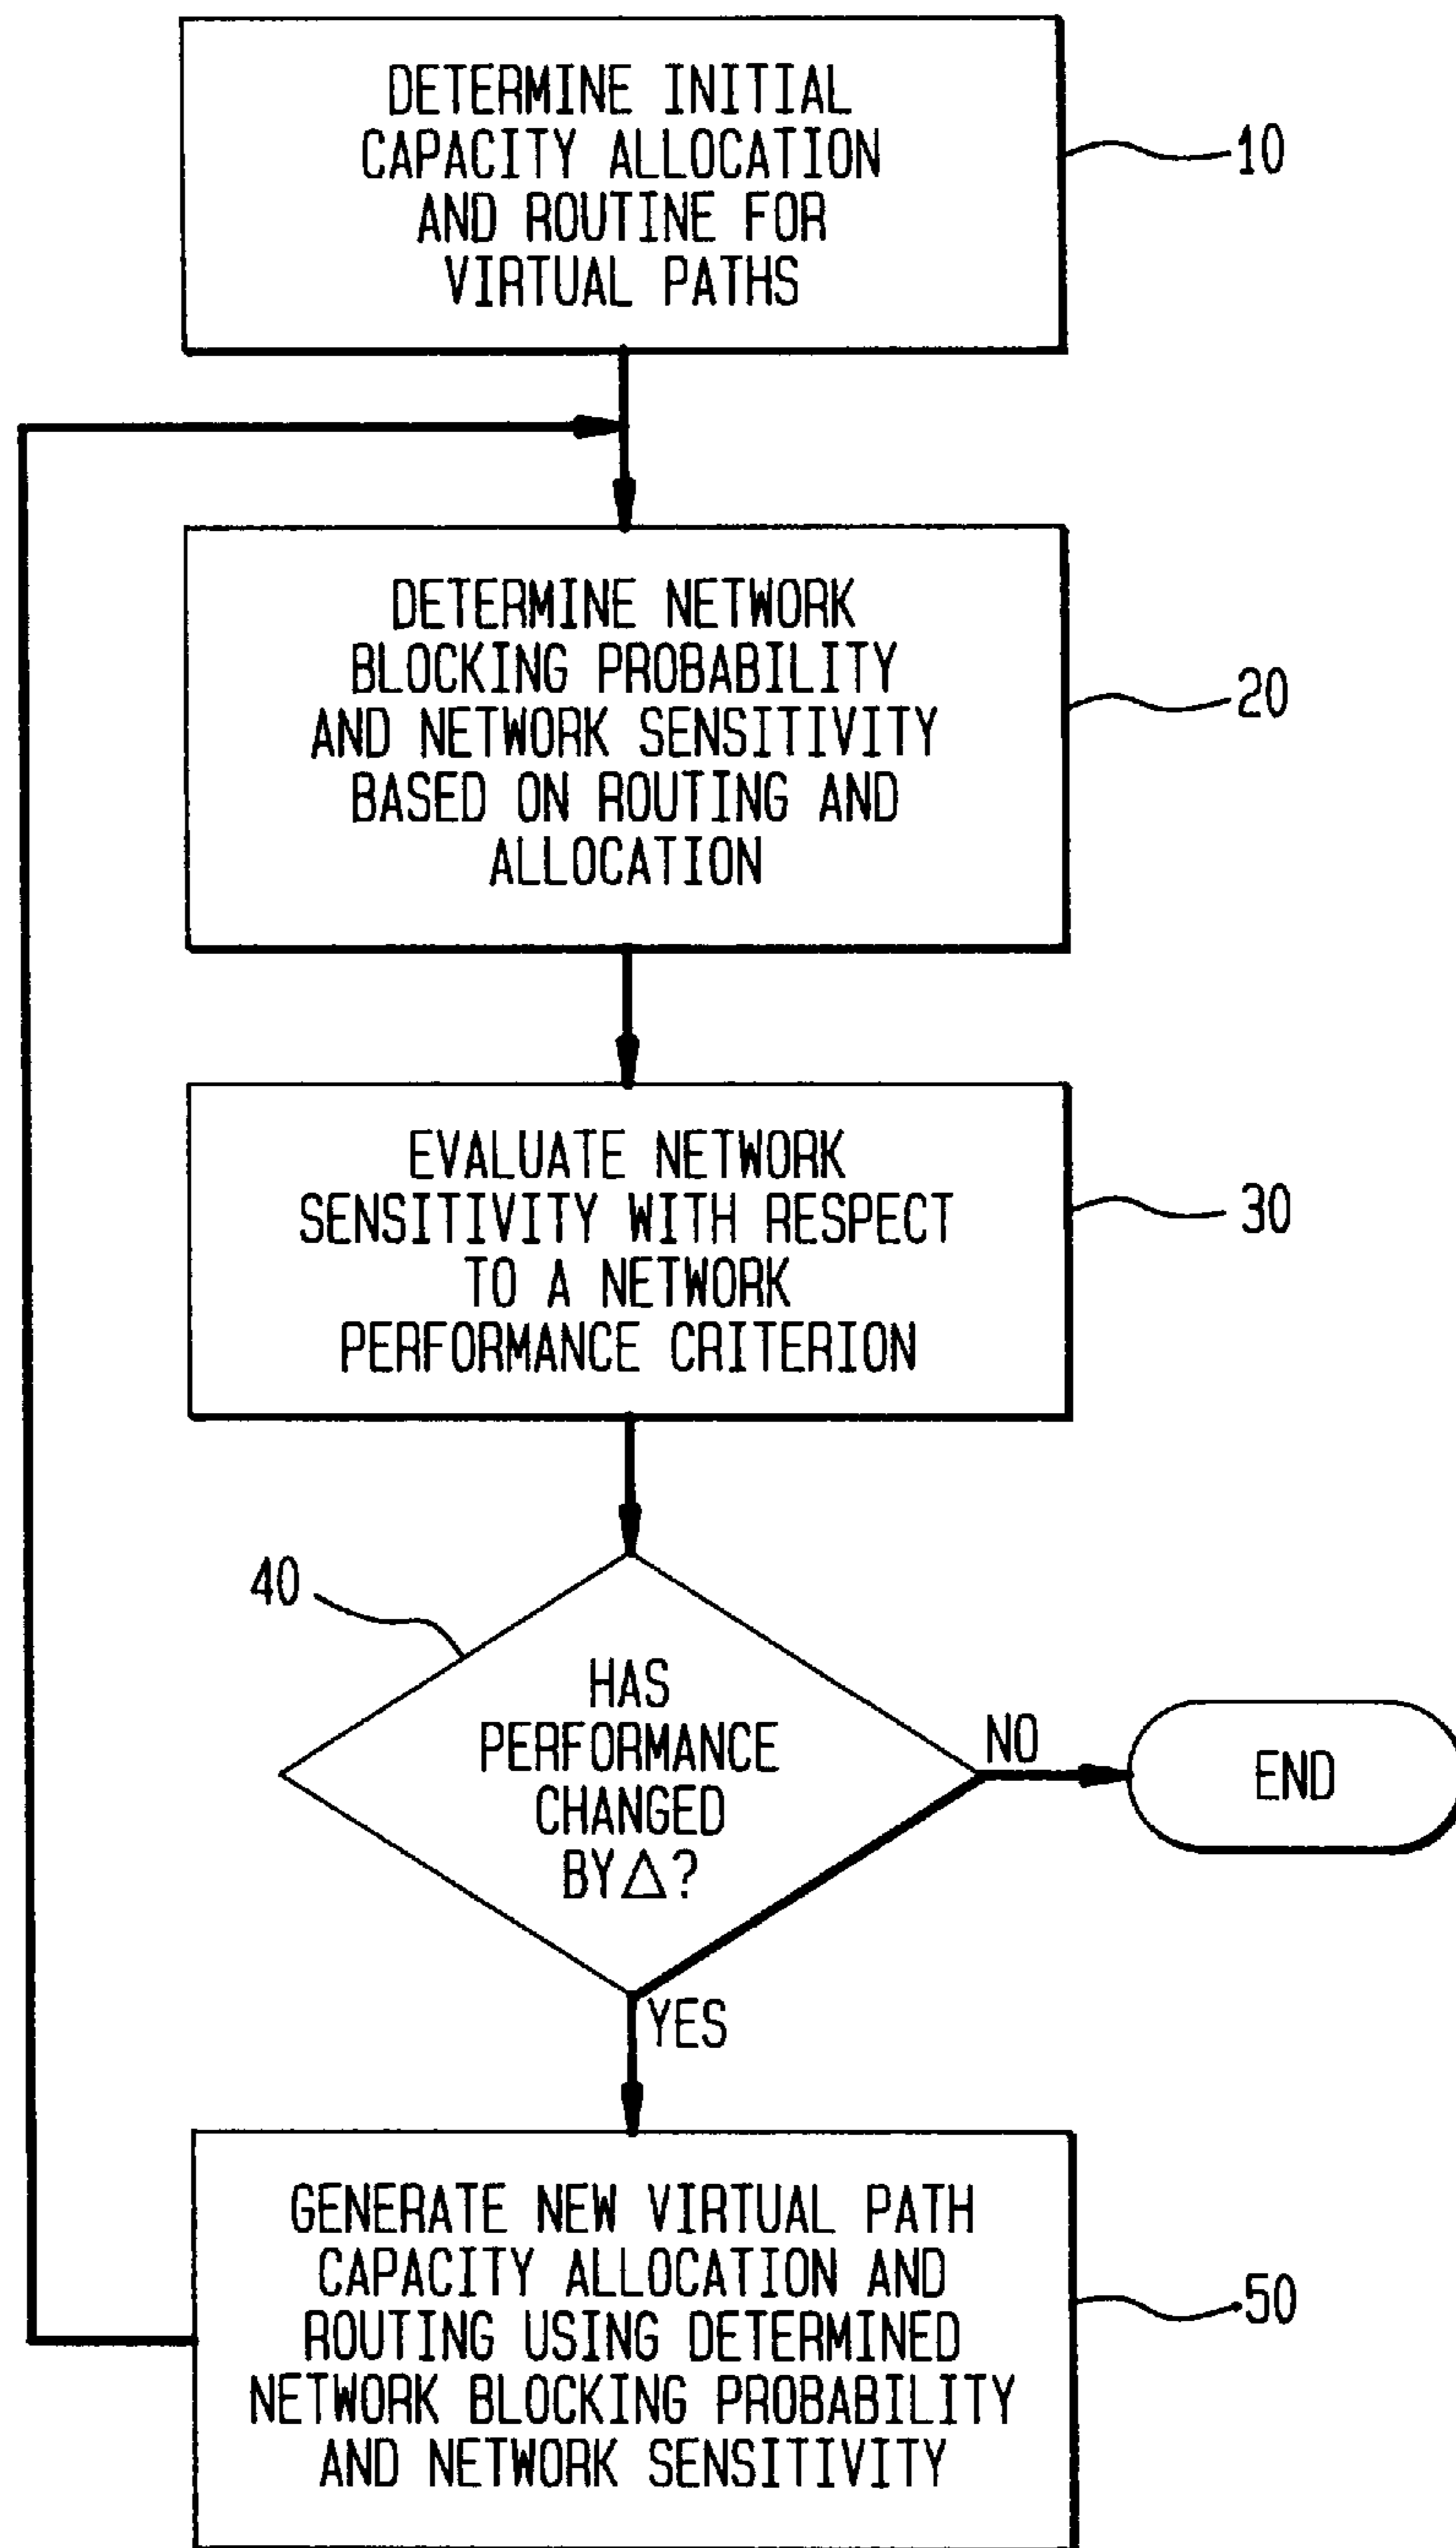 DETERMINE INITIAL
CAPACITY ALLOCATION
AND ROUTINE FOR
VIRTUAL PATHS
10
DETERMINE NETWORK
BLOCKING PROBABILITY
AND NETWORK SENSITIVITY
BASED ON ROUTING AND
ALLOCATION
20
EVALUATE NETWORK
SENSITIVITY WITH RESPECT
TO A NETWORK
PERFORMANCE CRITERION
30
40
HAS
PERFORMANCE
CHANGED
BY △?
NO
END
YES
GENERATE NEW VIRTUAL PATH
CAPACITY ALLOCATION AND
ROUTING USING DETERMINED
NETWORK BLOCKING PROBABILITY
AND NETWORK SENSITIVITY
50